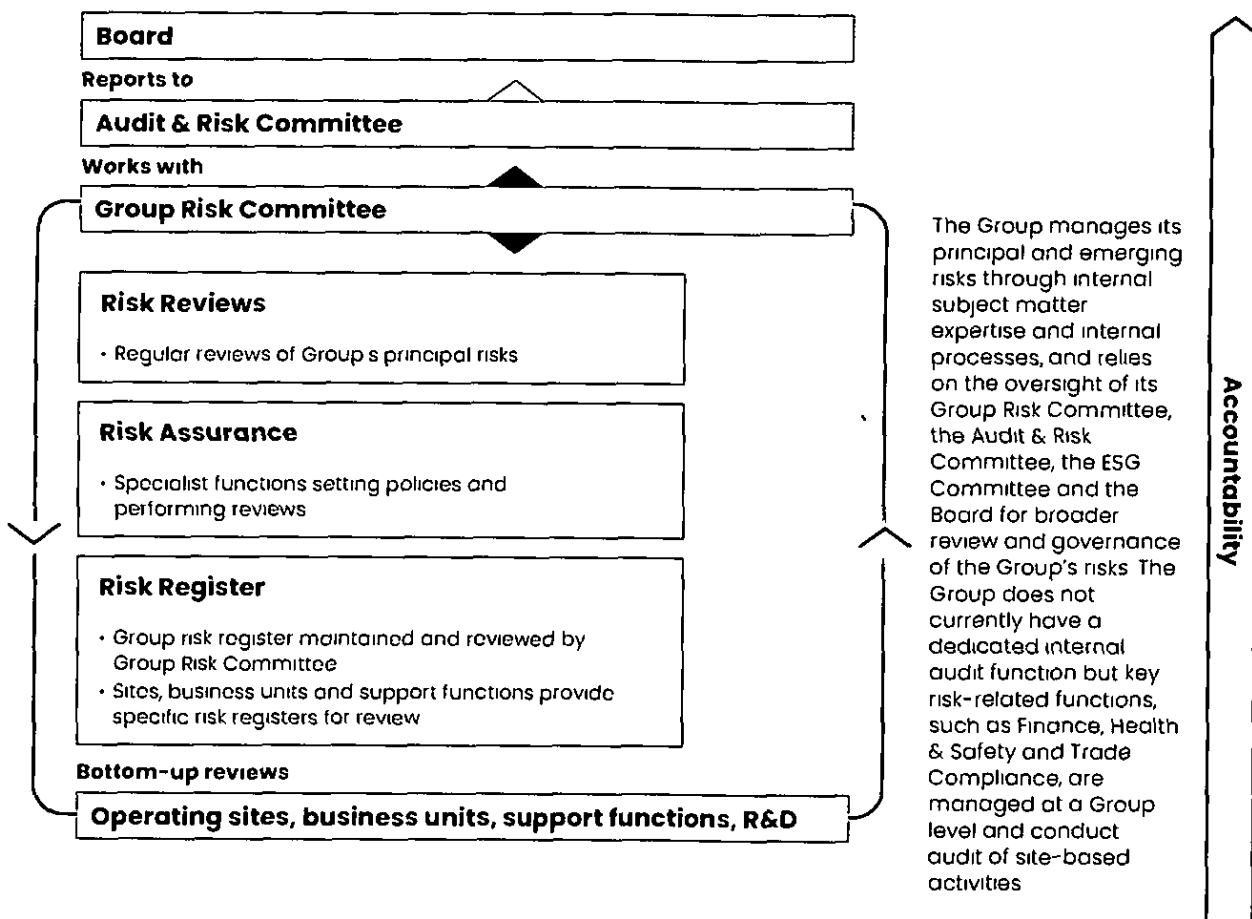 Board
Reports to
Audit & Risk Committee
Works with
Group Risk Committee
Risk Reviews
• Regular reviews of Group s principal risks
Risk Assurance
• Specialist functions setting policies and
performing reviews
Risk Register
• Group risk register maintained and reviewed by
Group Risk Committee
• Sites, business units and support functions provide
specific risk registers for review
Bottom-up reviews
Operating sites, business units, support functions, R&D
The Group manages its
principal and emerging
risks through internal
subject matter
expertise and internal
processes, and relies
on the oversight of its
Group Risk Committee,
the Audit & Risk
Committee, the ESG
Committee and the
Board for broader
review and governance
of the Group's risks The
Group does not
currently have a
dedicated internal
audit function but key
risk-related functions,
such as Finance, Health
& Safety and Trade
Compliance, are
managed at a Group
level and conduct
audit of site-based
activities
Accountability